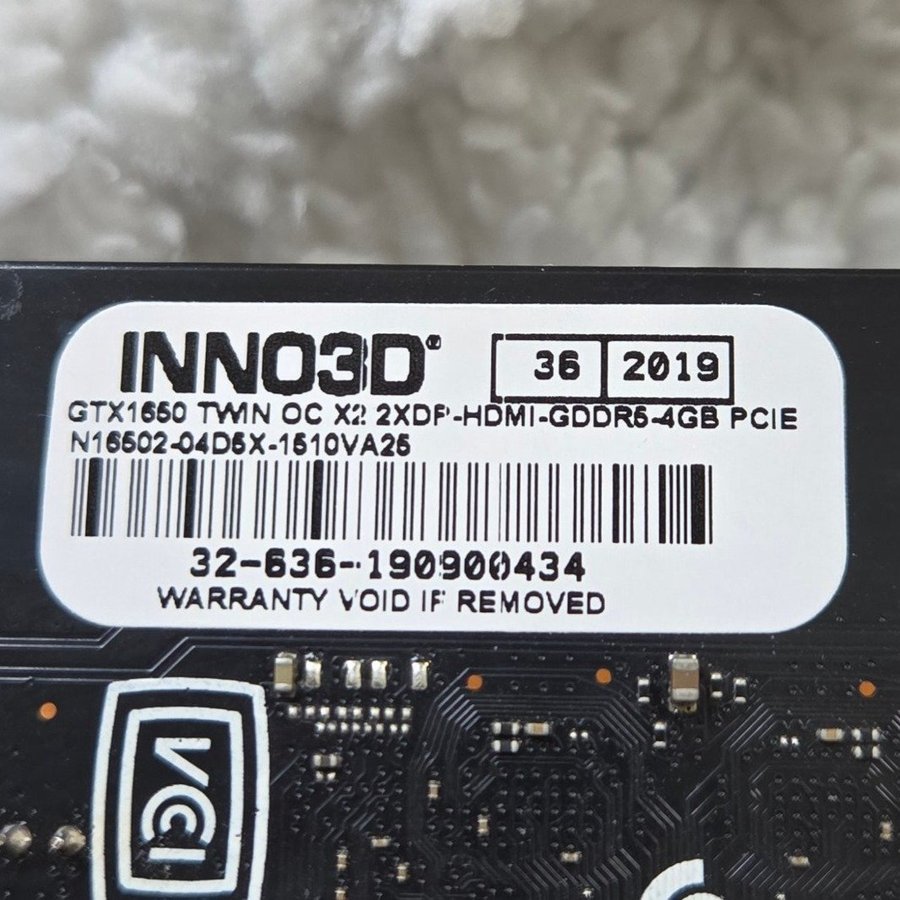 INNO3D®
36 2019
GTX1650 TWIN OC X2 2XDP-HDMI-GDDR5-4GB PCIE
N16502-04D5X-1510VA25
32-636-190900434
WARRANTY VOID IF REMOVED
VCCI